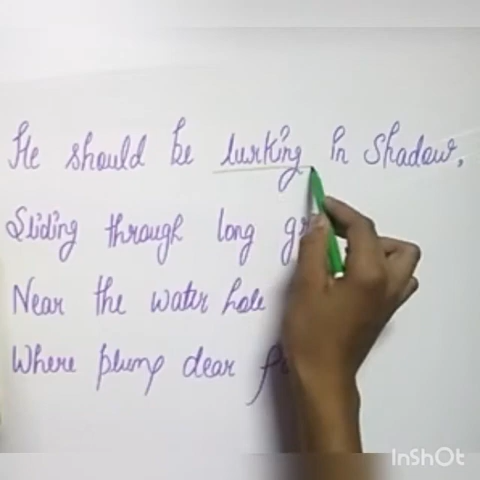 He should be lurking in shadow,
Sliding through long
Near the water hole
Where plump dear
InShOt